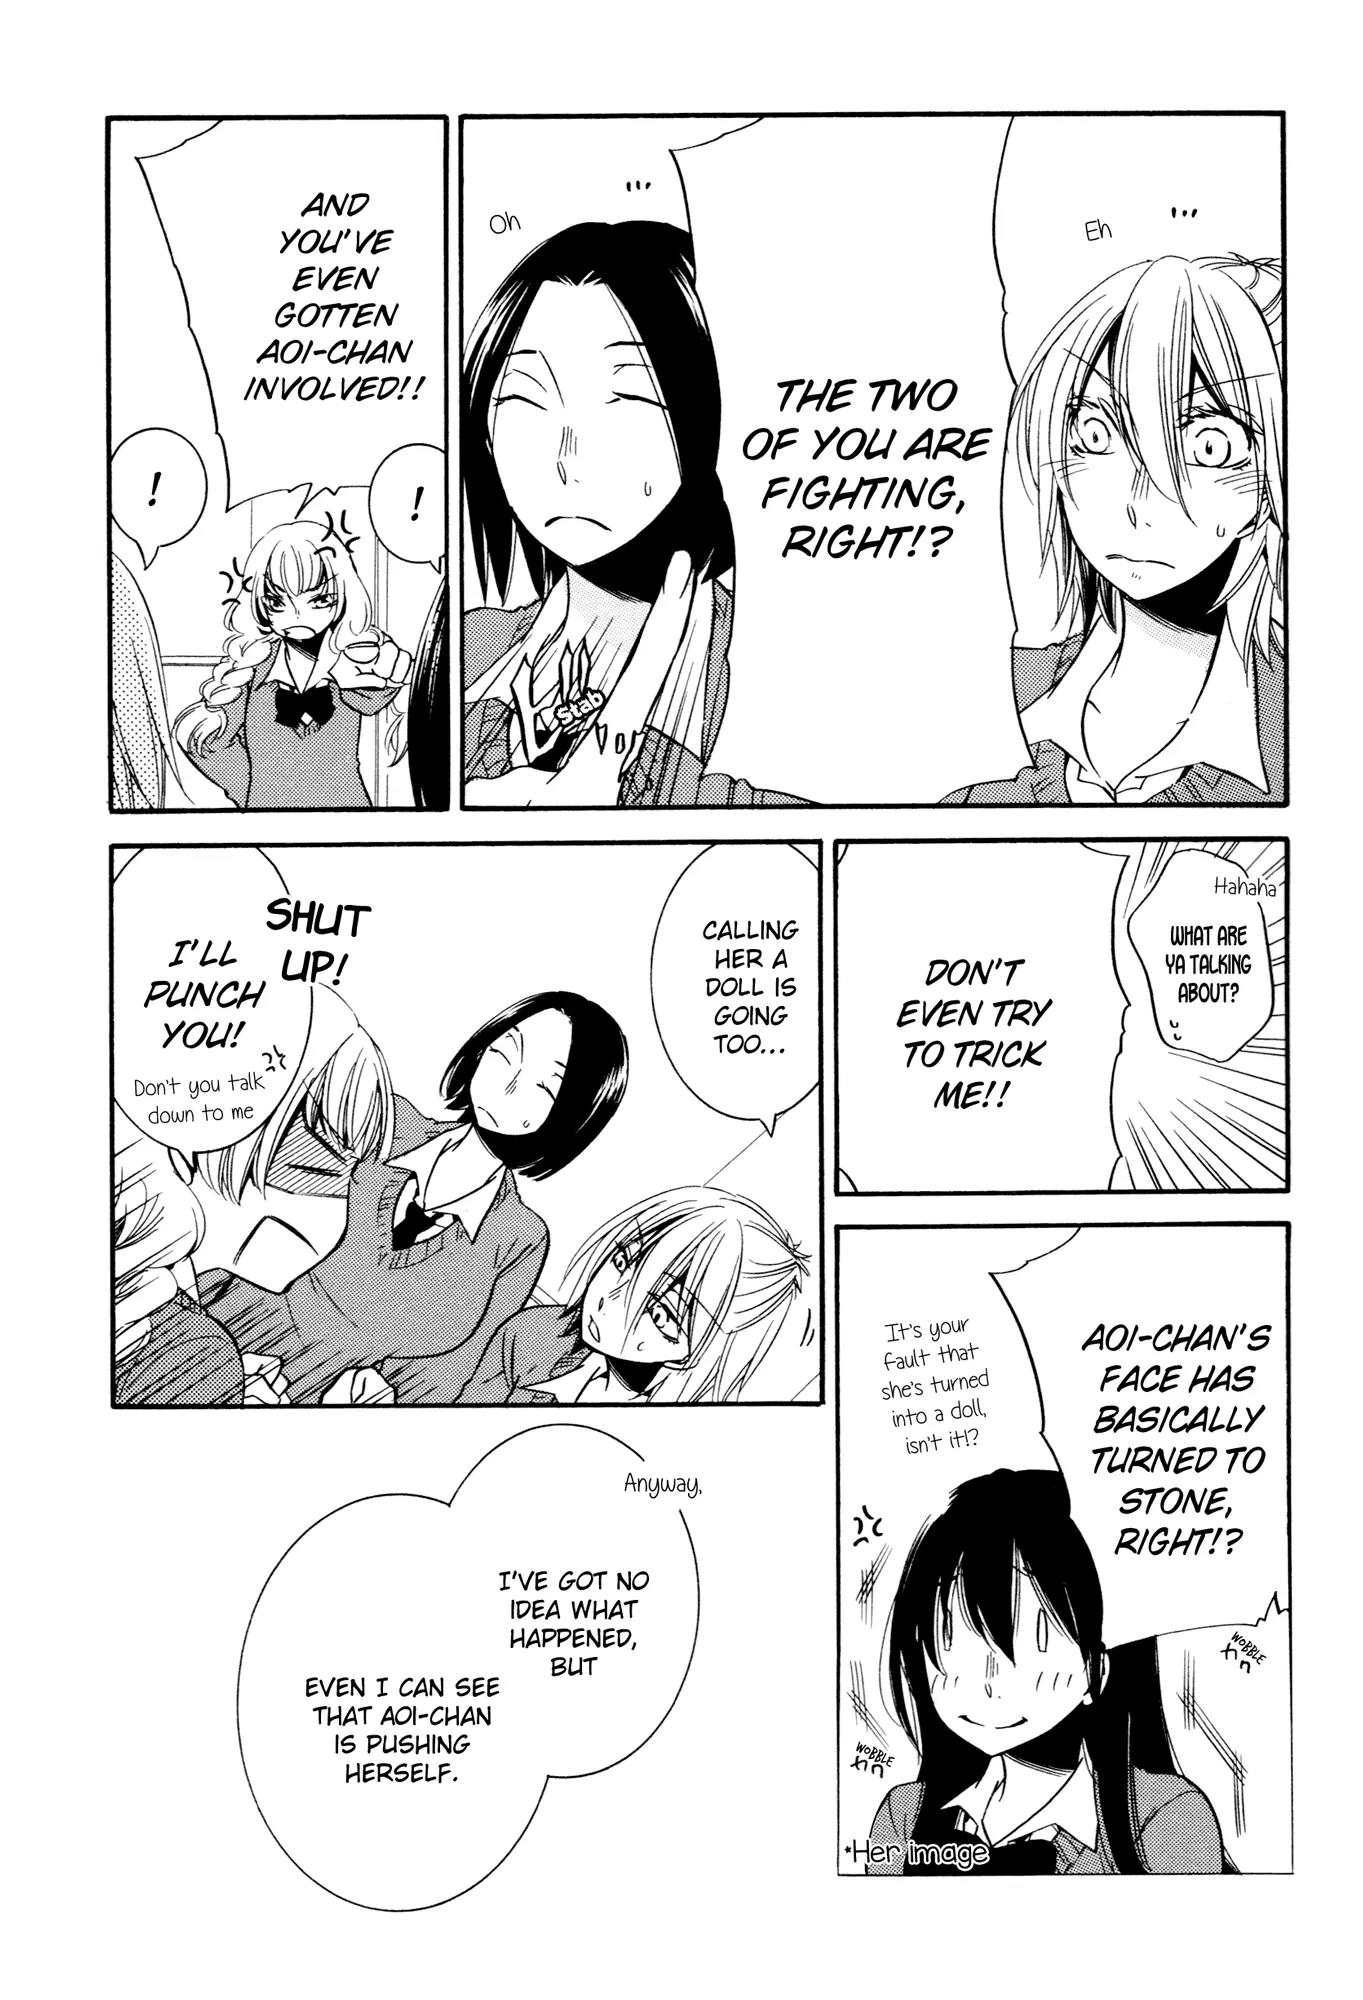 Eh
THE TWO
OF YOU ARE
FIGHTING,
RIGHT!?
Oh
Stab
AND
YOU'VE
EVEN
GOTTEN
AOI-CHAN
INVOLVED!!
!
!
Hahaha
WHAT ARE
YA TALKING
ABOUT?
DON'T
EVEN TRY
TO TRICK
ME!!
AOI-CHAN'S
FACE HAS
BASICALLY
TURNED TO
STONE,
RIGHT!?
It's your
fault that
she's turned
into a doll,
isn't it!?
WOBBLE
WOBBLE
*Her image
CALLING
HER A
DOLL IS
GOING
TOO...
SHUT
UP!
I'LL
PUNCH
YOU!
Don't you talk
down to me
Anyway,
I'VE GOT NO
IDEA WHAT
HAPPENED,
BUT
EVEN I CAN SEE
THAT AOI-CHAN
IS PUSHING
HERSELF.